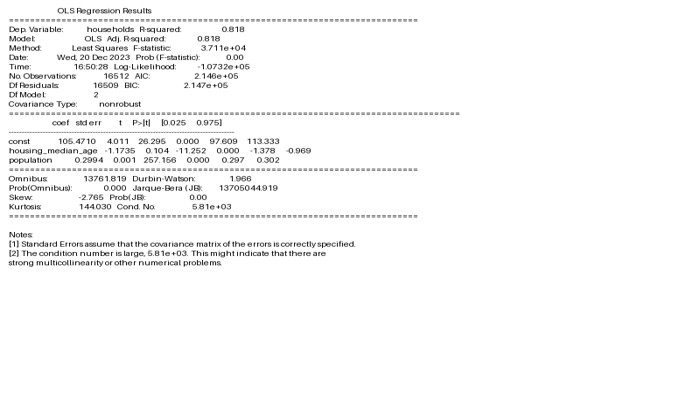 OLS Regression Results
==============================================================================
Dep. Variable: households R-squared: 0.818
Model: OLS Adj. R-squared: 0.818
Method: Least Squares F-statistic: 3.711e+04
Date: Wed, 20 Dec 2023 Prob (F-statistic): 0.00
Time: 16:50:28 Log-Likelihood: -1.0732e+05
No. Observations: 16512 AIC: 2.146e+05
Df Residuals: 16509 BIC: 2.147e+05
Df Model: 2
Covariance Type: nonrobust
======================================================================================
coef std err t P>|t| [0.025 0.975]
--------------------------------------------------------------------------------------
const 105.4710 4.011 26.295 0.000 97.609 113.333
housing_median_age -1.1735 0.104 -11.252 0.000 -1.378 -0.969
population 0.2994 0.001 257.156 0.000 0.297 0.302
==============================================================================
Omnibus: 13761.819 Durbin-Watson: 1.966
Prob(Omnibus): 0.000 Jarque-Bera (JB): 13705044.919
Skew: -2.765 Prob(JB): 0.00
Kurtosis: 144.030 Cond. No. 5.81e+03
==============================================================================
Notes:
[1] Standard Errors assume that the covariance matrix of the errors is correctly specified.
[2] The condition number is large, 5.81e+03. This might indicate that there are
strong multicollinearity or other numerical problems.